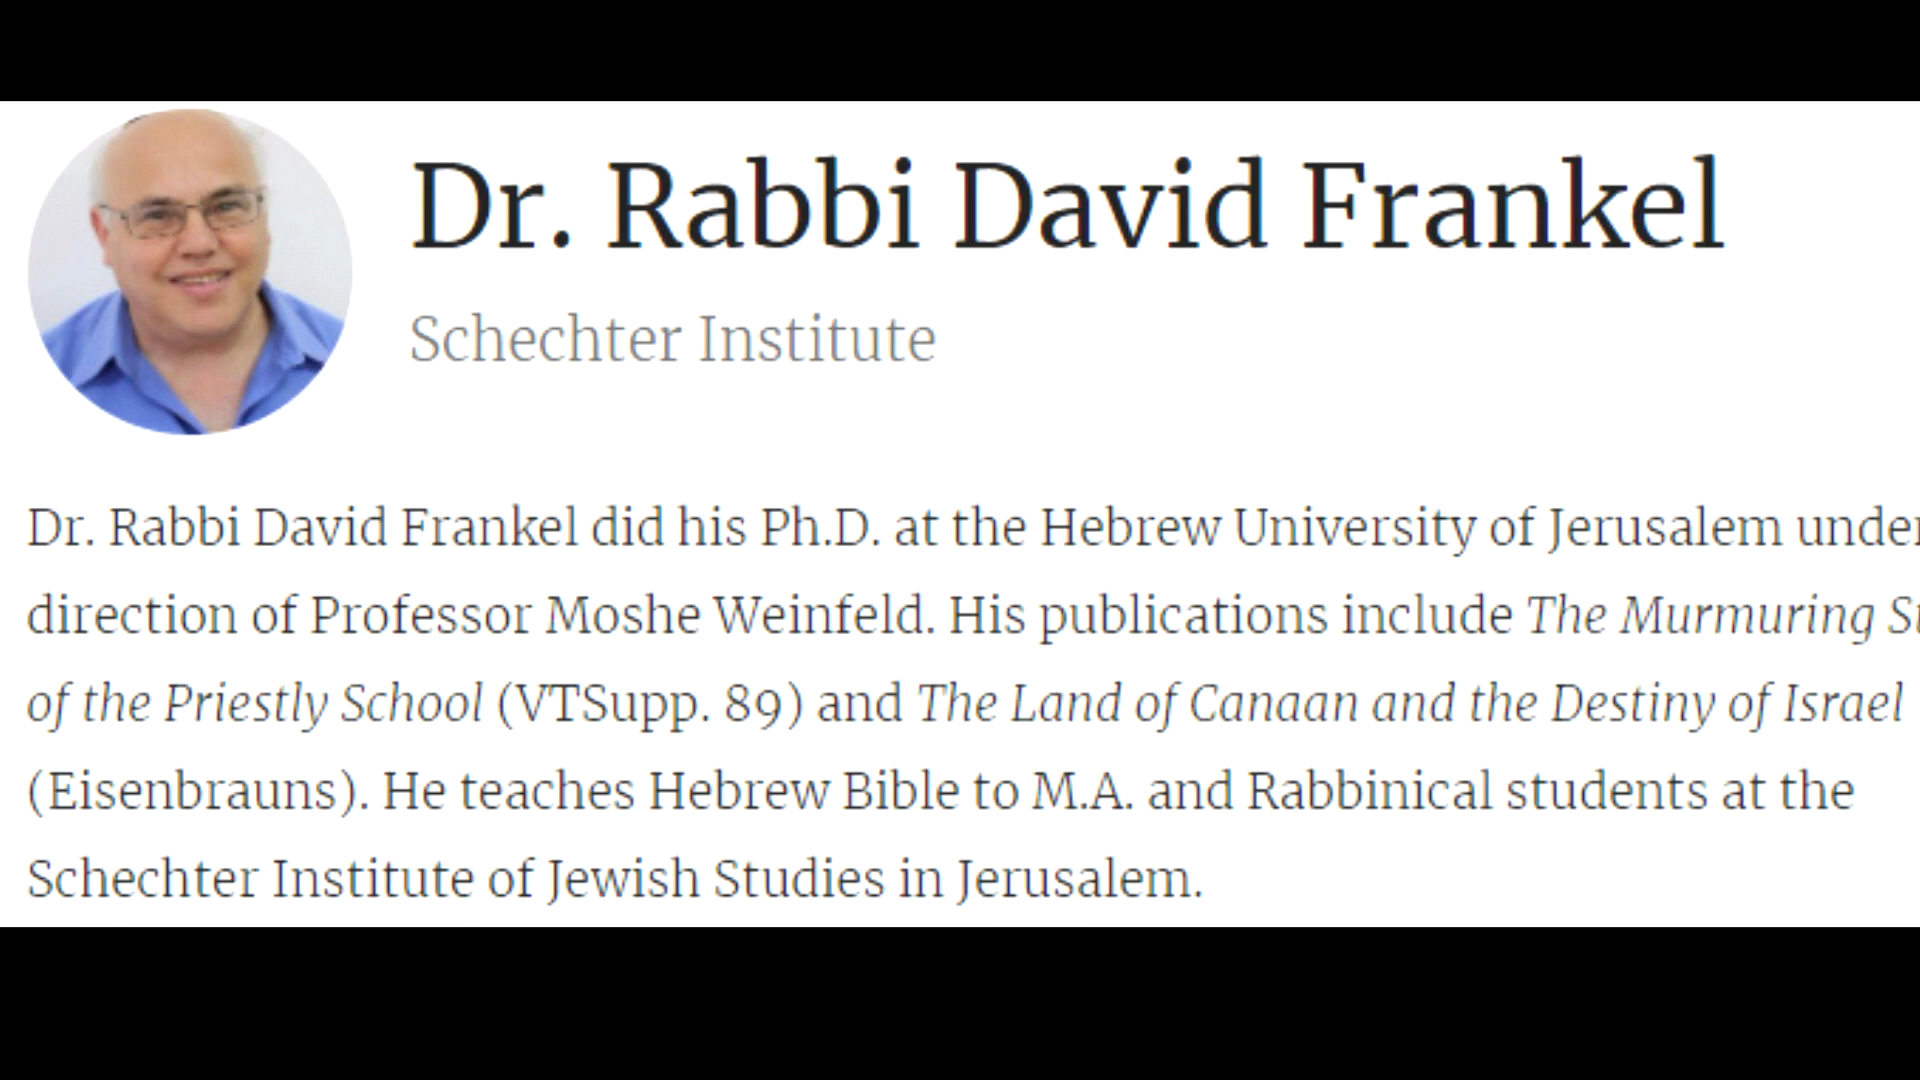 Dr. Rabbi David Frankel
Schechter Institute
Dr. Rabbi David Frankel did his Ph.D. at the Hebrew University of Jerusalem under
direction of Professor Moshe Weinfeld. His publications include The Murmuring
of the Priestly School (VTSupp. 89) and The Land of Canaan and the Destiny of Israel
(Eisenbrauns). He teaches Hebrew Bible to M.A. and Rabbinical students at the
Schechter Institute of Jewish Studies in Jerusalem.